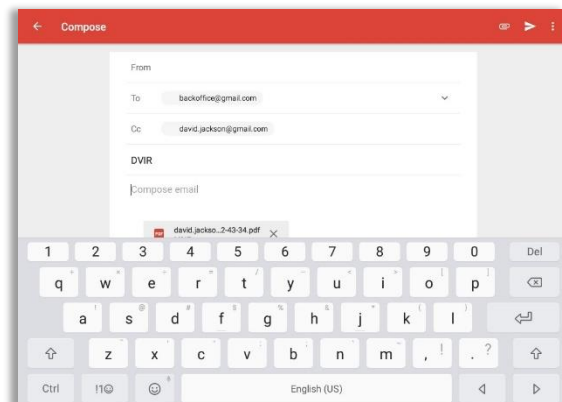 Compose
From
To backoffice@gmail.com
Cc david.jackson@gmail.com
DVIR
Compose email
PDF david.jackso...2-43-34.pdf
1 2 3 4 5 6 7 8 9 0 Del
q w e r t y u i o p
a s d f g h j k l
z x c v b n m , ! . ?
Ctrl !1☺ English (US)